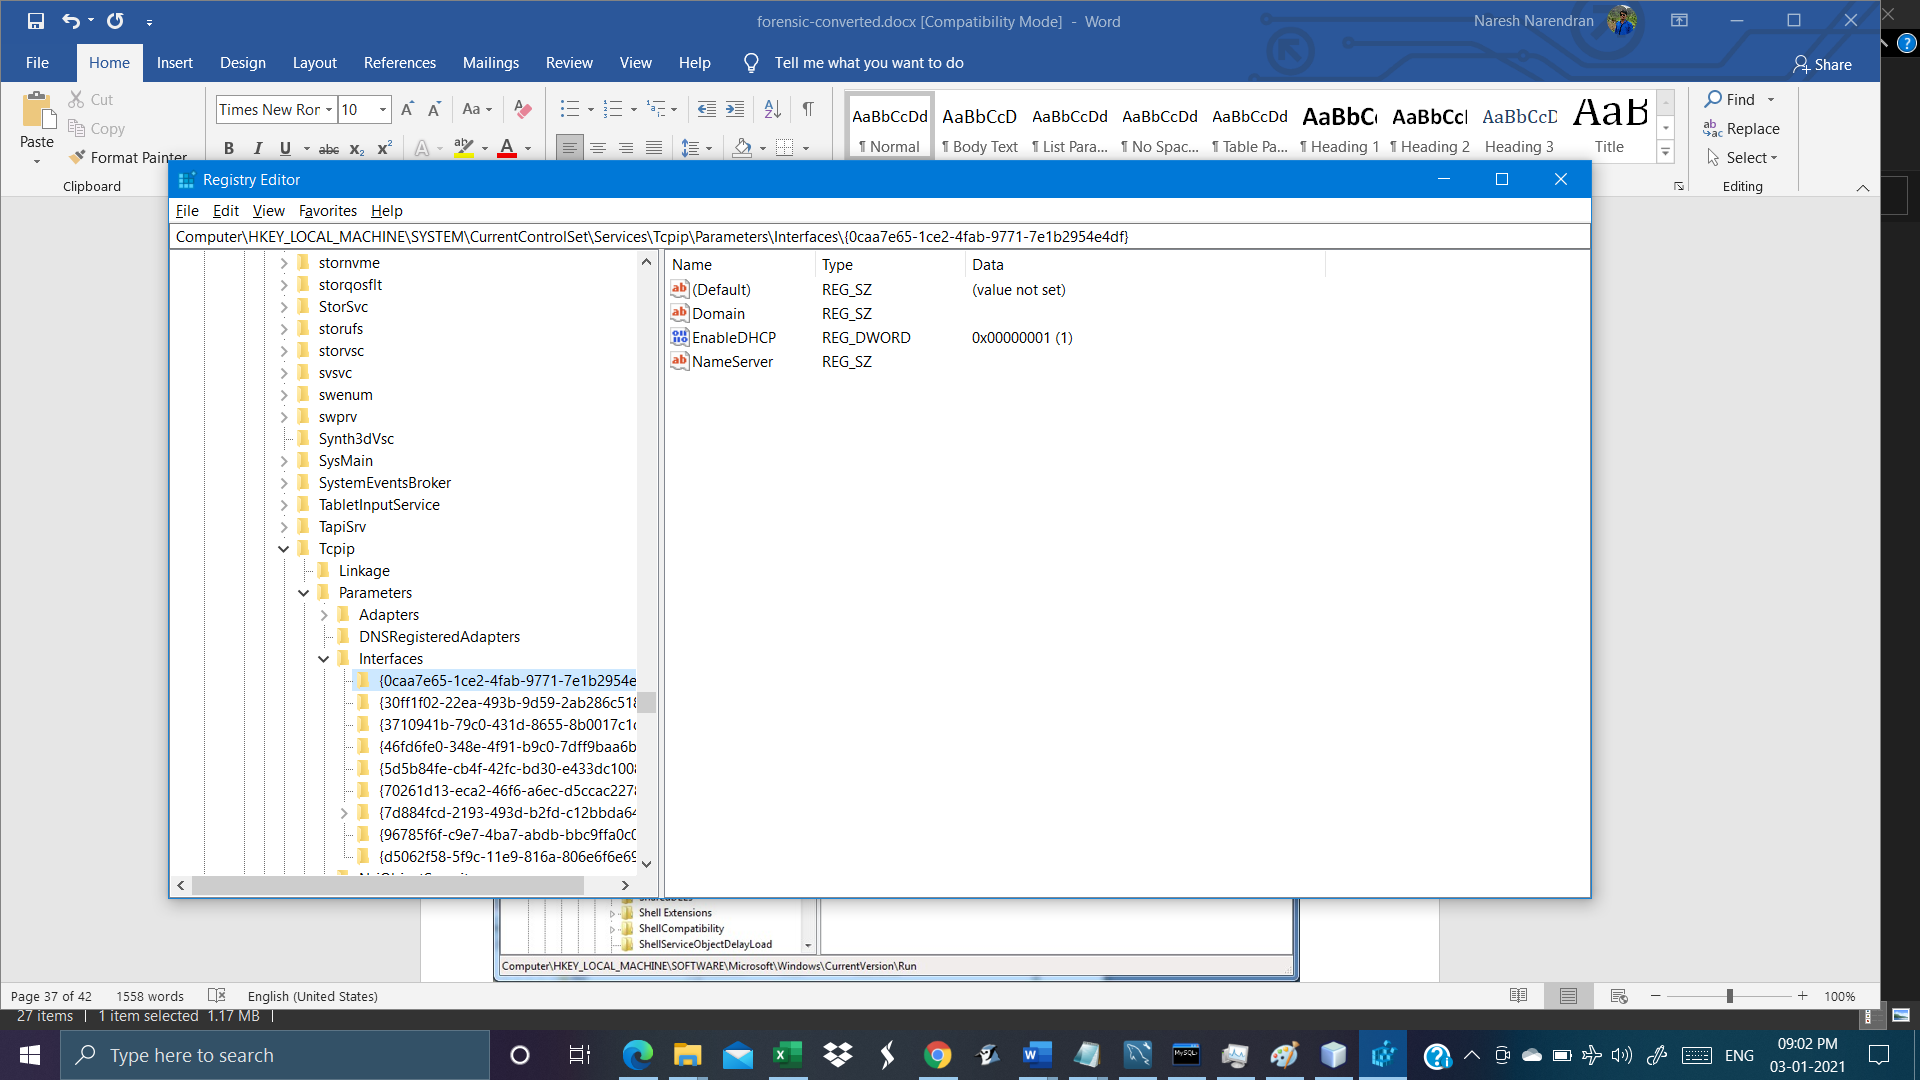 forensic-converted.docx [Compatibility Mode] - Word
Naresh Narendran
File Home Insert Design Layout References Mailings Review View Help Tell me what you want to do Share
Paste
Cut
Copy
Format Painter
Clipboard
Times New Ror 10
AaBbCcDd AaBbCcD AaBbCcDd AaBbCcDd AaBbCcDd AaBbC AaBbCcl AaBbCcD AaB
¶ Normal ¶ Body Text ¶ List Para... ¶ No Spac... ¶ Table Pa... ¶ Heading 1 ¶ Heading 2 Heading 3 Title
Find
Replace
Select
Editing
Registry Editor
File Edit View Favorites Help
Computer\HKEY_LOCAL_MACHINE\SYSTEM\CurrentControlSet\Services\Tcpip\Parameters\Interfaces\{0caa7e65-1ce2-4fab-9771-7e1b2954e4df}
stornvme
storqosflt
StorSvc
storufs
storvsc
svsvc
swenum
swprv
Synth3dVsc
SysMain
SystemEventsBroker
TabletInputService
TapiSrv
Tcpip
Linkage
Parameters
Adapters
DNSRegisteredAdapters
Interfaces
{0caa7e65-1ce2-4fab-9771-7e1b2954e
{30ff1f02-22ea-493b-9d59-2ab286c518
{3710941b-79c0-431d-8655-8b0017c1c
{46fd6fe0-348e-4f91-b9c0-7dff9baa6b
{5d5b84fe-cb4f-42fc-bd30-e433dc1008
{70261d13-eca2-46f6-a6ec-d5ccac2278
{7d884fcd-2193-493d-b2fd-c12bbda64
{96785f6f-c9e7-4ba7-abdb-bbc9ffa0c0
{d5062f58-5f9c-11e9-816a-806e6f6e69
Name Type Data
(Default) REG_SZ (value not set)
Domain REG_SZ
EnableDHCP REG_DWORD 0x00000001 (1)
NameServer REG_SZ
Shell Extensions
ShellCompatibility
ShellServiceObjectDelayLoad
Computer\HKEY_LOCAL_MACHINE\SOFTWARE\Microsoft\Windows\CurrentVersion\Run
Page 37 of 42 1558 words English (United States) 100%
27 items 1 item selected 1.17 MB
Type here to search
ENG
09:02 PM
03-01-2021